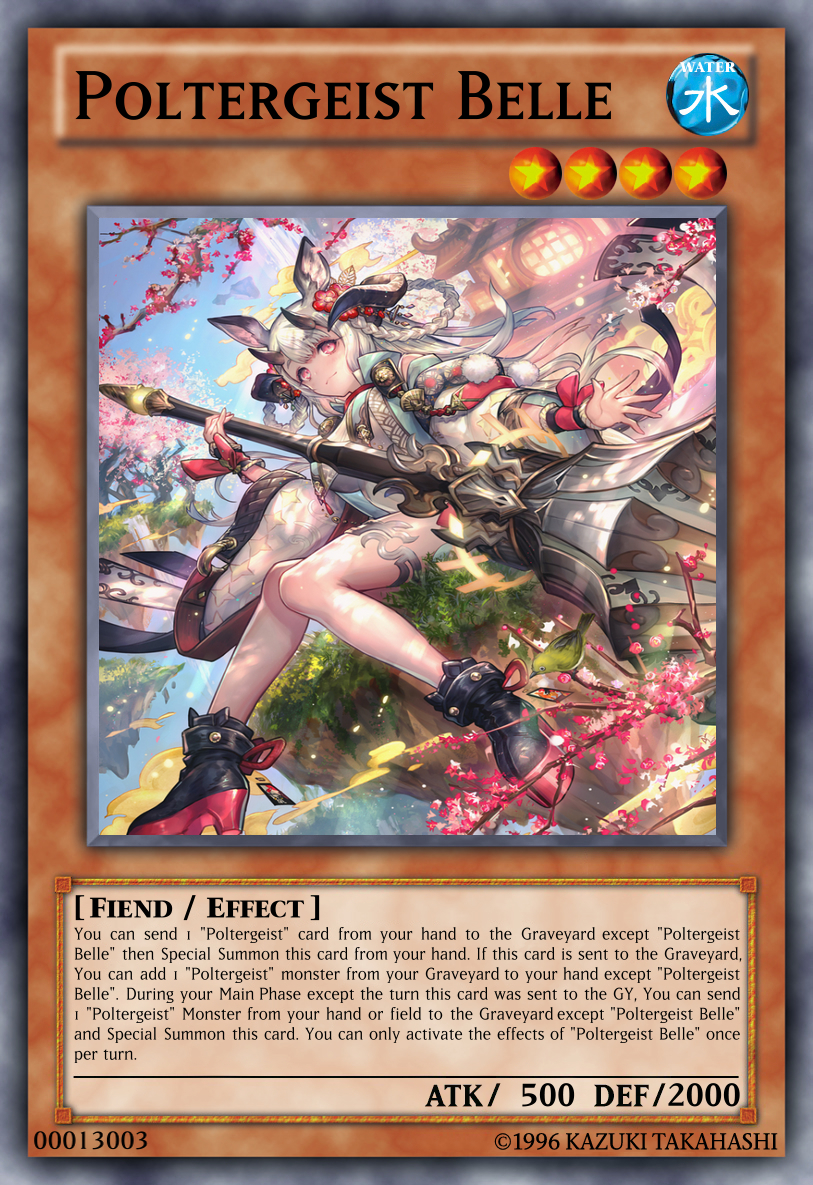 Poltergeist Belle
WATER
水
[ Fiend / Effect ]
You can send 1 "Poltergeist" card from your hand to the Graveyard except "Poltergeist
Belle" then Special Summon this card from your hand. If this card is sent to the Graveyard,
You can add 1 "Poltergeist" monster from your Graveyard to your hand except "Poltergeist
Belle". During your Main Phase except the turn this card was sent to the GY, You can send
1 "Poltergeist" Monster from your hand or field to the Graveyard except "Poltergeist Belle"
and Special Summon this card. You can only activate the effects of "Poltergeist Belle" once
per turn.
ATK/ 500 DEF/2000
00013003
©1996 KAZUKI TAKAHASHI